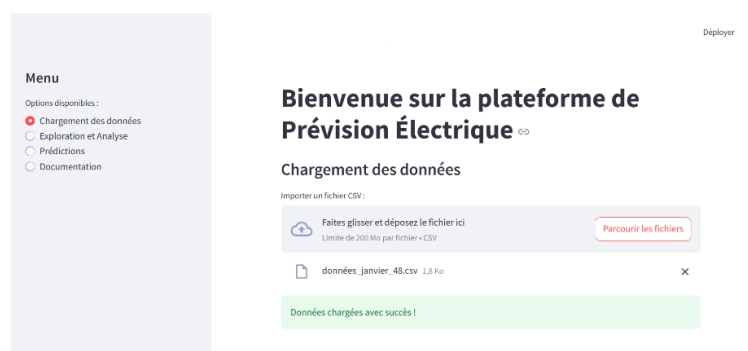 Déployer
Menu
Options disponibles :
Chargement des données
Exploration et Analyse
Prédictions
Documentation
Bienvenue sur la plateforme de
Prévision Électrique
Chargement des données
Importer un fichier CSV :
Faites glisser et déposez le fichier ici
Limite de 200 Mo par fichier • CSV
Parcourir les fichiers
données_janvier_48.csv 1,8 Ko
Données chargées avec succès !